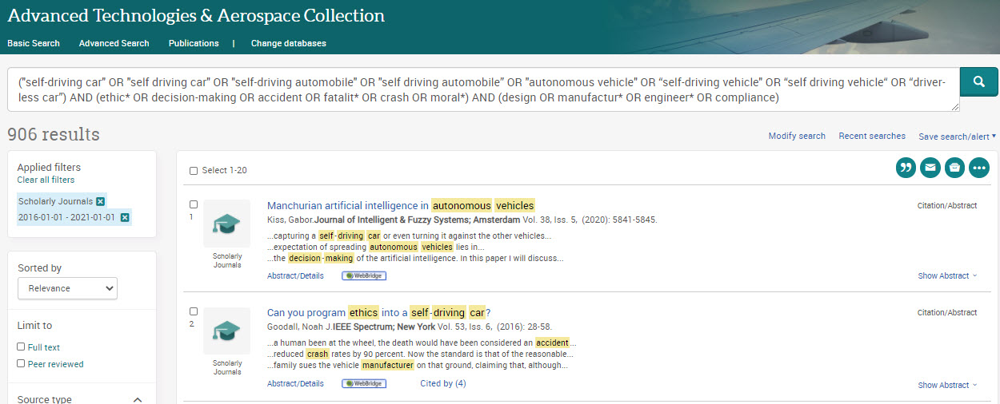 Advanced Technologies & Aerospace Collection
Basic Search Advanced Search Publications | Change databases
("self-driving car" OR "self driving car" OR "self-driving automobile" OR "self driving automobile” OR "autonomous vehicle" OR “self-driving vehicle" OR “self driving vehicle“ OR “driver-
less car”) AND (ethic* OR decision-making OR accident OR fatalit* OR crash OR moral*) AND (design OR manufactur* OR engineer* OR compliance)
906 results
Modify search Recent searches Save search/alert
Applied filters
Clear all filters
Scholarly Journals
2016-01-01 - 2021-01-01
Sorted by
Relevance
Limit to
Full text
Peer reviewed
Source type
Select 1-20
1
Scholarly
Journals
Manchurian artificial intelligence in autonomous vehicles
Citation/Abstract
Kiss, Gabor.Journal of Intelligent & Fuzzy Systems; Amsterdam Vol. 38, Iss. 5, (2020): 5841-5845.
...capturing a self-driving car or even turning it against the other vehicles...
...expectation of spreading autonomous vehicles lies in...
...the decision-making of the artificial intelligence. In this paper I will discuss...
Abstract/Details WebBridge Show Abstract
2
Scholarly
Journals
Can you program ethics into a self-driving car?
Citation/Abstract
Goodall, Noah J.IEEE Spectrum; New York Vol. 53, Iss. 6, (2016): 28-58.
...a human been at the wheel, the death would have been considered an accident...
...reduced crash rates by 90 percent. Now the standard is that of the reasonable...
...family sues the vehicle manufacturer on that ground, claiming that, although...
Abstract/Details WebBridge Cited by (4) Show Abstract